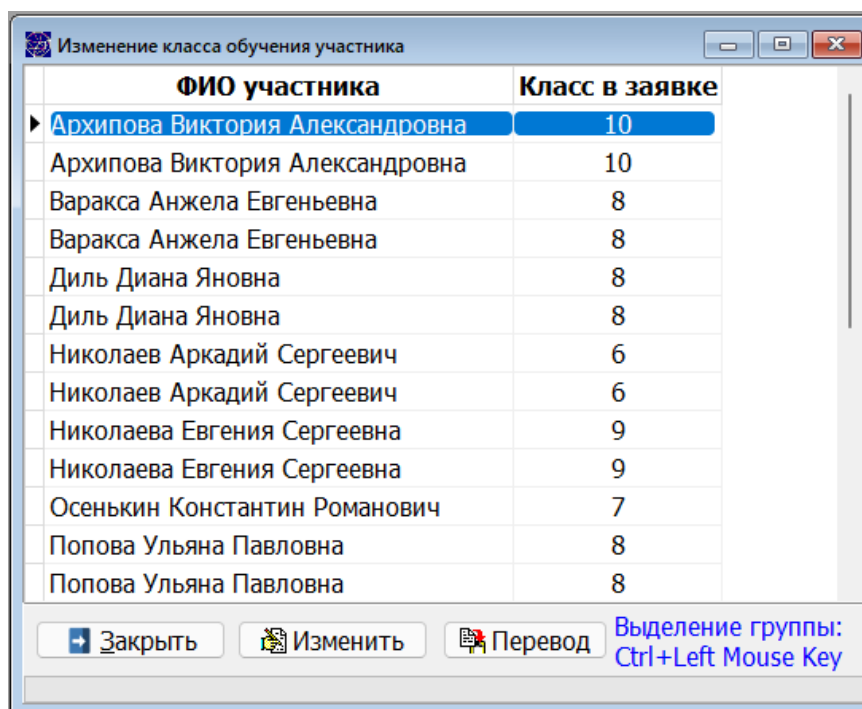 Изменение класса обучения участника
ФИО участника Класс в заявке
Архипова Виктория Александровна 10
Архипова Виктория Александровна 10
Варакса Анжела Евгеньевна 8
Варакса Анжела Евгеньевна 8
Диль Диана Яновна 8
Диль Диана Яновна 8
Николаев Аркадий Сергеевич 6
Николаев Аркадий Сергеевич 6
Николаева Евгения Сергеевна 9
Николаева Евгения Сергеевна 9
Осенькин Константин Романович 7
Попова Ульяна Павловна 8
Попова Ульяна Павловна 8
Закрыть Изменить Перевод Выделение группы:
Ctrl+Left Mouse Key